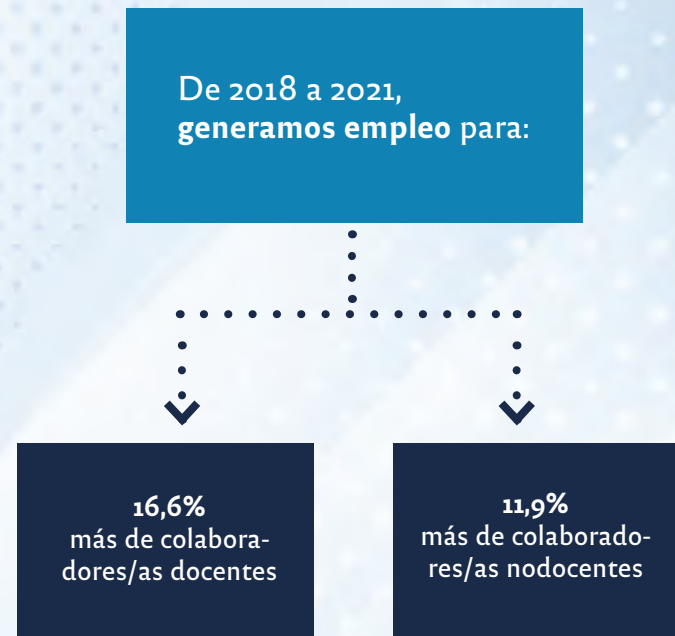 De 2018 a 2021,
generamos empleo para:
16,6%
más de colabora-
dores/as docentes
11,9%
más de colaborado-
res/as nodocentes